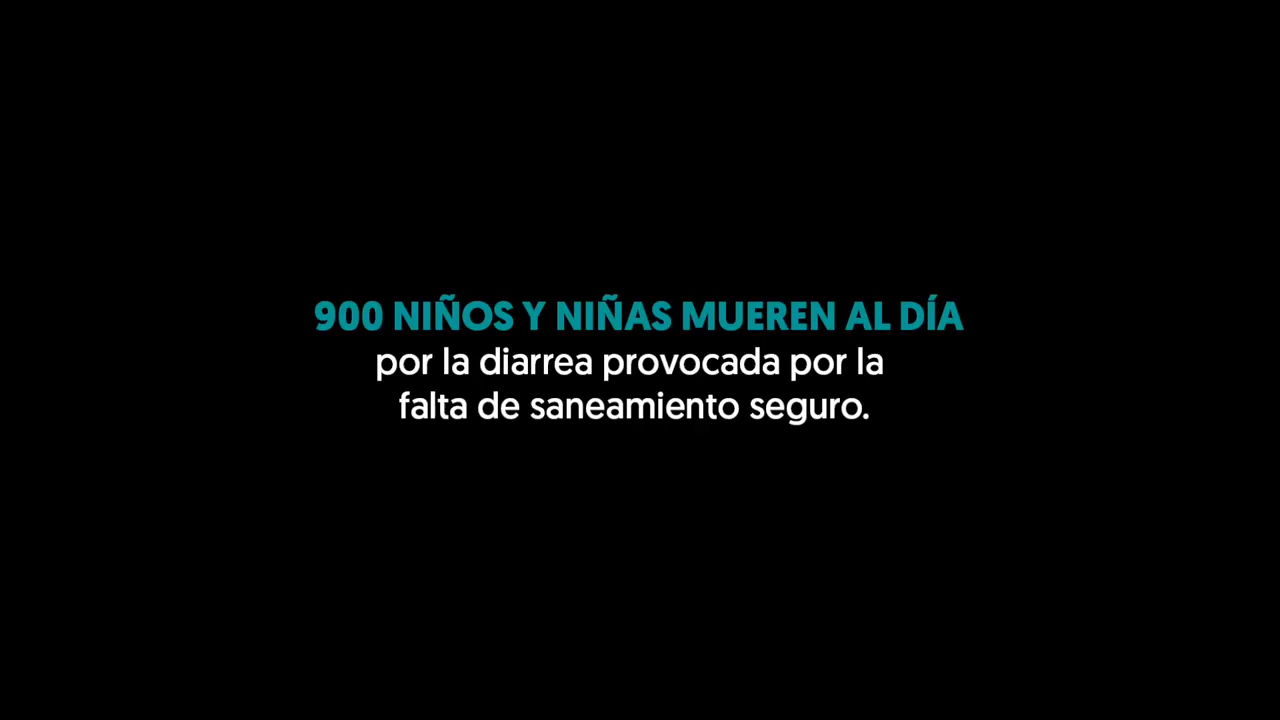 900 NIÑOS Y NIÑAS MUEREN AL DÍA
por la diarrea provocada por la
falta de saneamiento seguro.